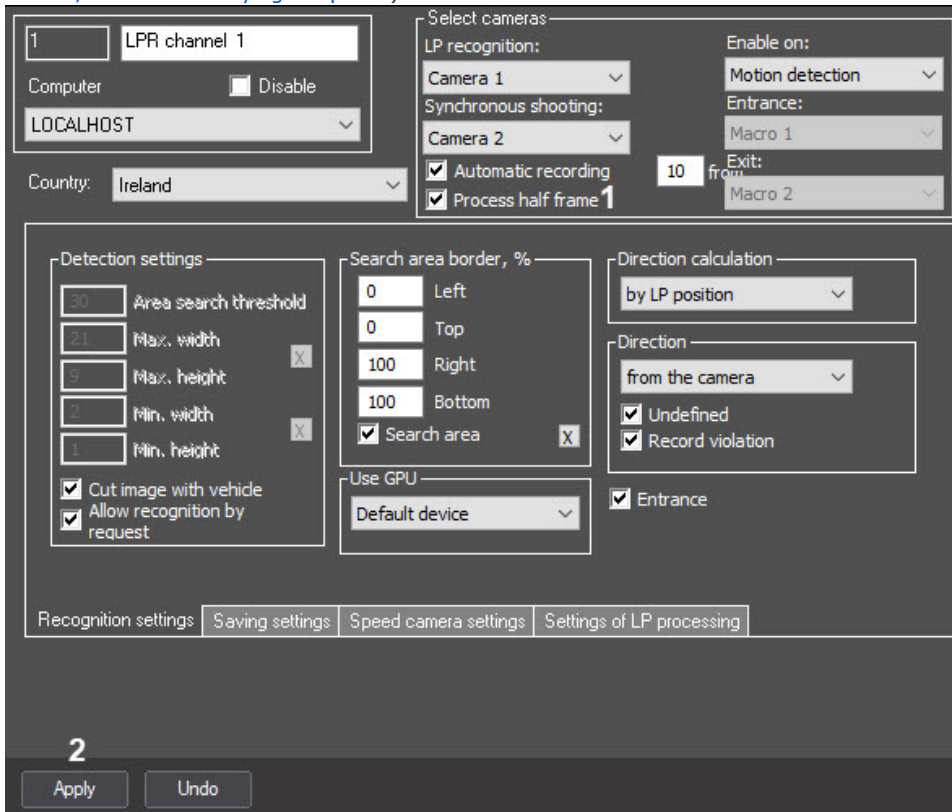 1
LPR channel 1
Computer
Disable
LOCALHOST
Country:
Ireland
Select cameras
LP recognition:
Camera 1
Synchronous shooting:
Camera 2
Automatic recording
10
from
Process half frame
1
Enable on:
Motion detection
Entrance:
Macro 1
Exit:
Macro 2
Detection settings
30 Area search threshold
21 Max. width
X
9 Max. height
2 Min. width
X
1 Min. height
Cut image with vehicle
Allow recognition by
request
Search area border, %
0 Left
0 Top
100 Right
100 Bottom
Search area
X
Use GPU
Default device
Direction calculation
by LP position
Direction
from the camera
Undefined
Record violation
Entrance
Recognition settings Saving settings Speed camera settings Settings of LP processing
2
Apply Undo